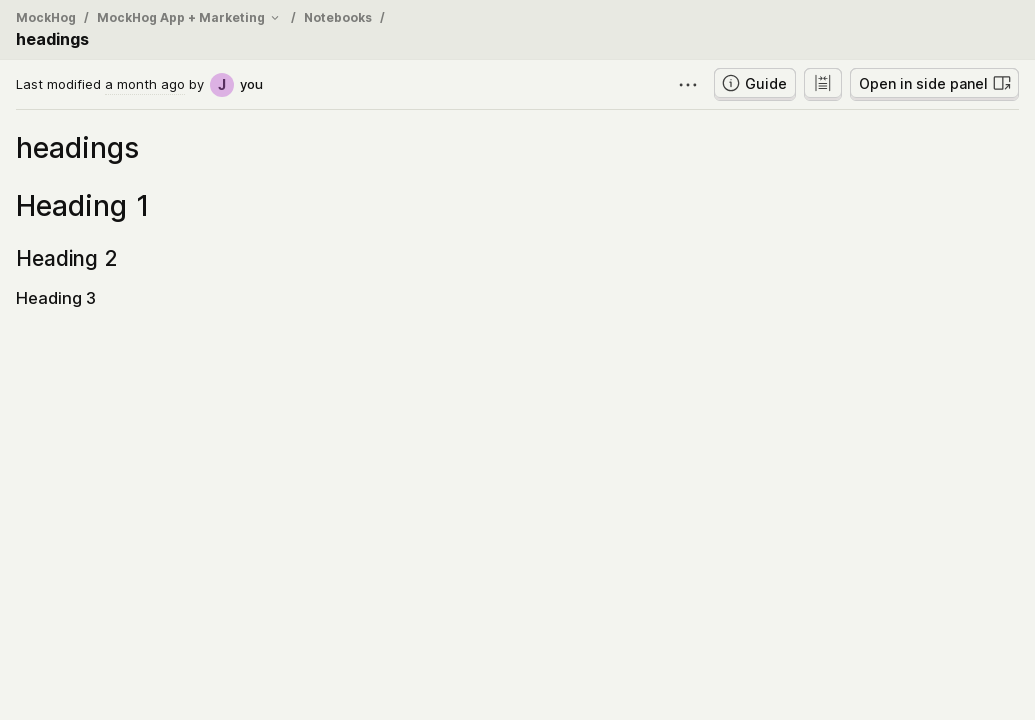 MockHog / MockHog App + Marketing / Notebooks /
headings
Last modified a month ago by J you
Guide
Open in side panel
headings
Heading 1
Heading 2
Heading 3